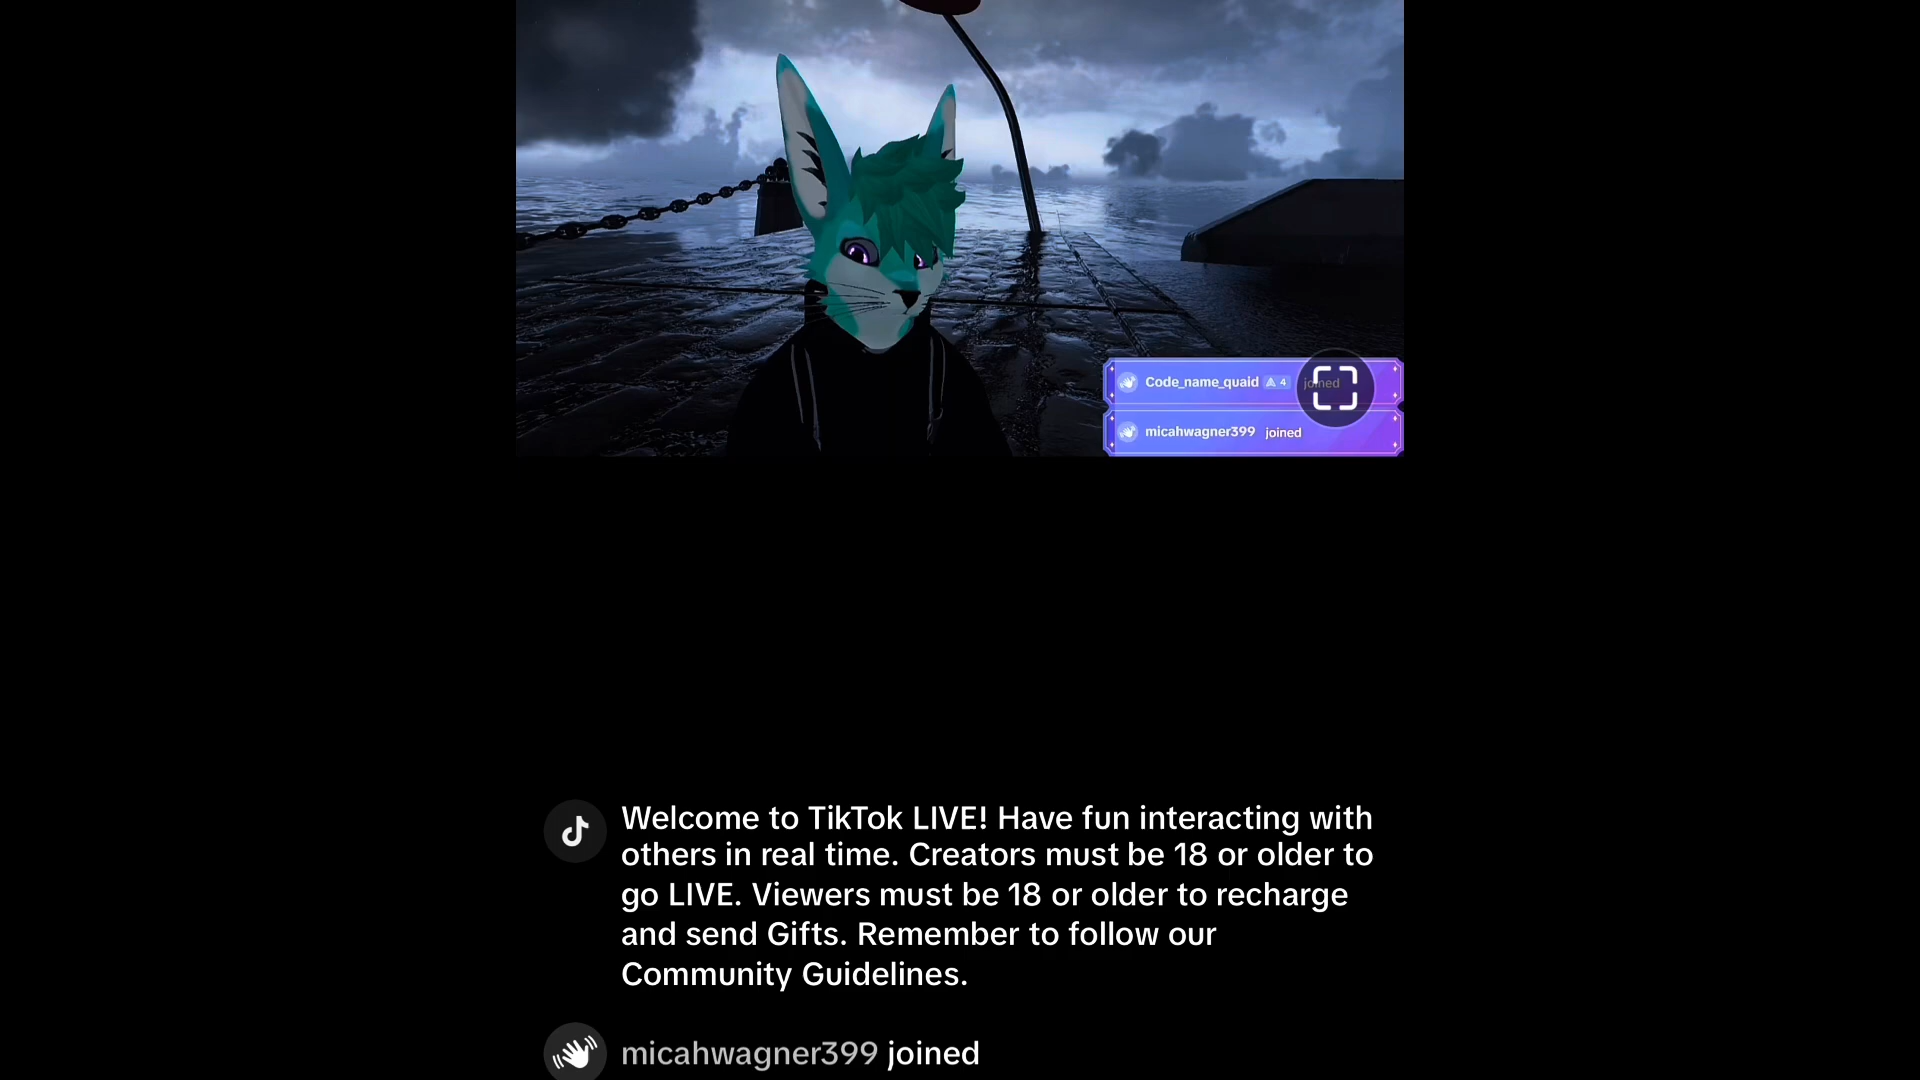 Code_name_quaid 4 joined
micahwagner399 joined
Welcome to TikTok LIVE! Have fun interacting with
others in real time. Creators must be 18 or older to
go LIVE. Viewers must be 18 or older to recharge
and send Gifts. Remember to follow our
Community Guidelines.
micahwagner399 joined